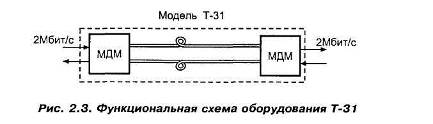 Модель Т-31
2Мбит/с
МДМ
МДМ
2Мбит/с
Рис. 2.3. Функциональная схема оборудования Т-31